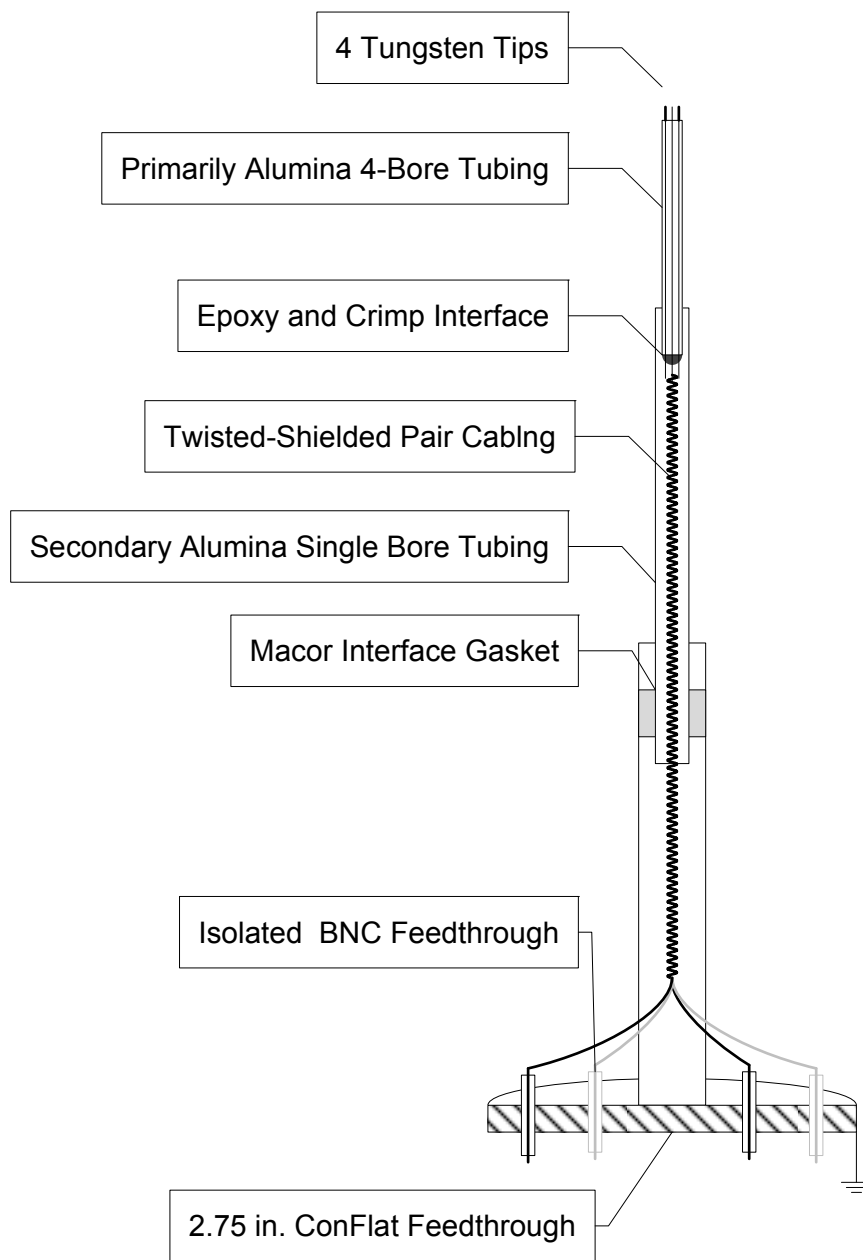 4 Tungsten Tips
Primarily Alumina 4-Bore Tubing
Epoxy and Crimp Interface
Twisted-Shielded Pair Cablng
Secondary Alumina Single Bore Tubing
Macor Interface Gasket
Isolated  BNC Feedthrough
2.75 in. ConFlat Feedthrough